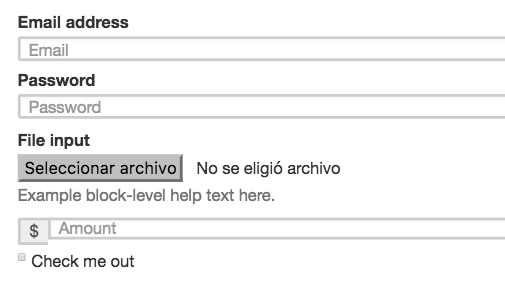 Email address
Email
Password
Password
File input
Seleccionar archivo No se eligió archivo
Example block-level help text here.
$ Amount
Check me out